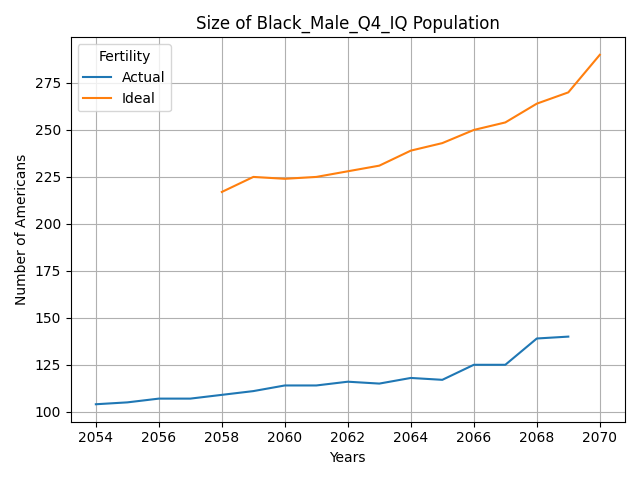 Size of Black_Male_Q4_IQ Population
Fertility
Actual
Ideal
Number of Americans
275
250
225
200
175
150
125
100
2054 2056 2058 2060 2062 2064 2066 2068 2070
Years